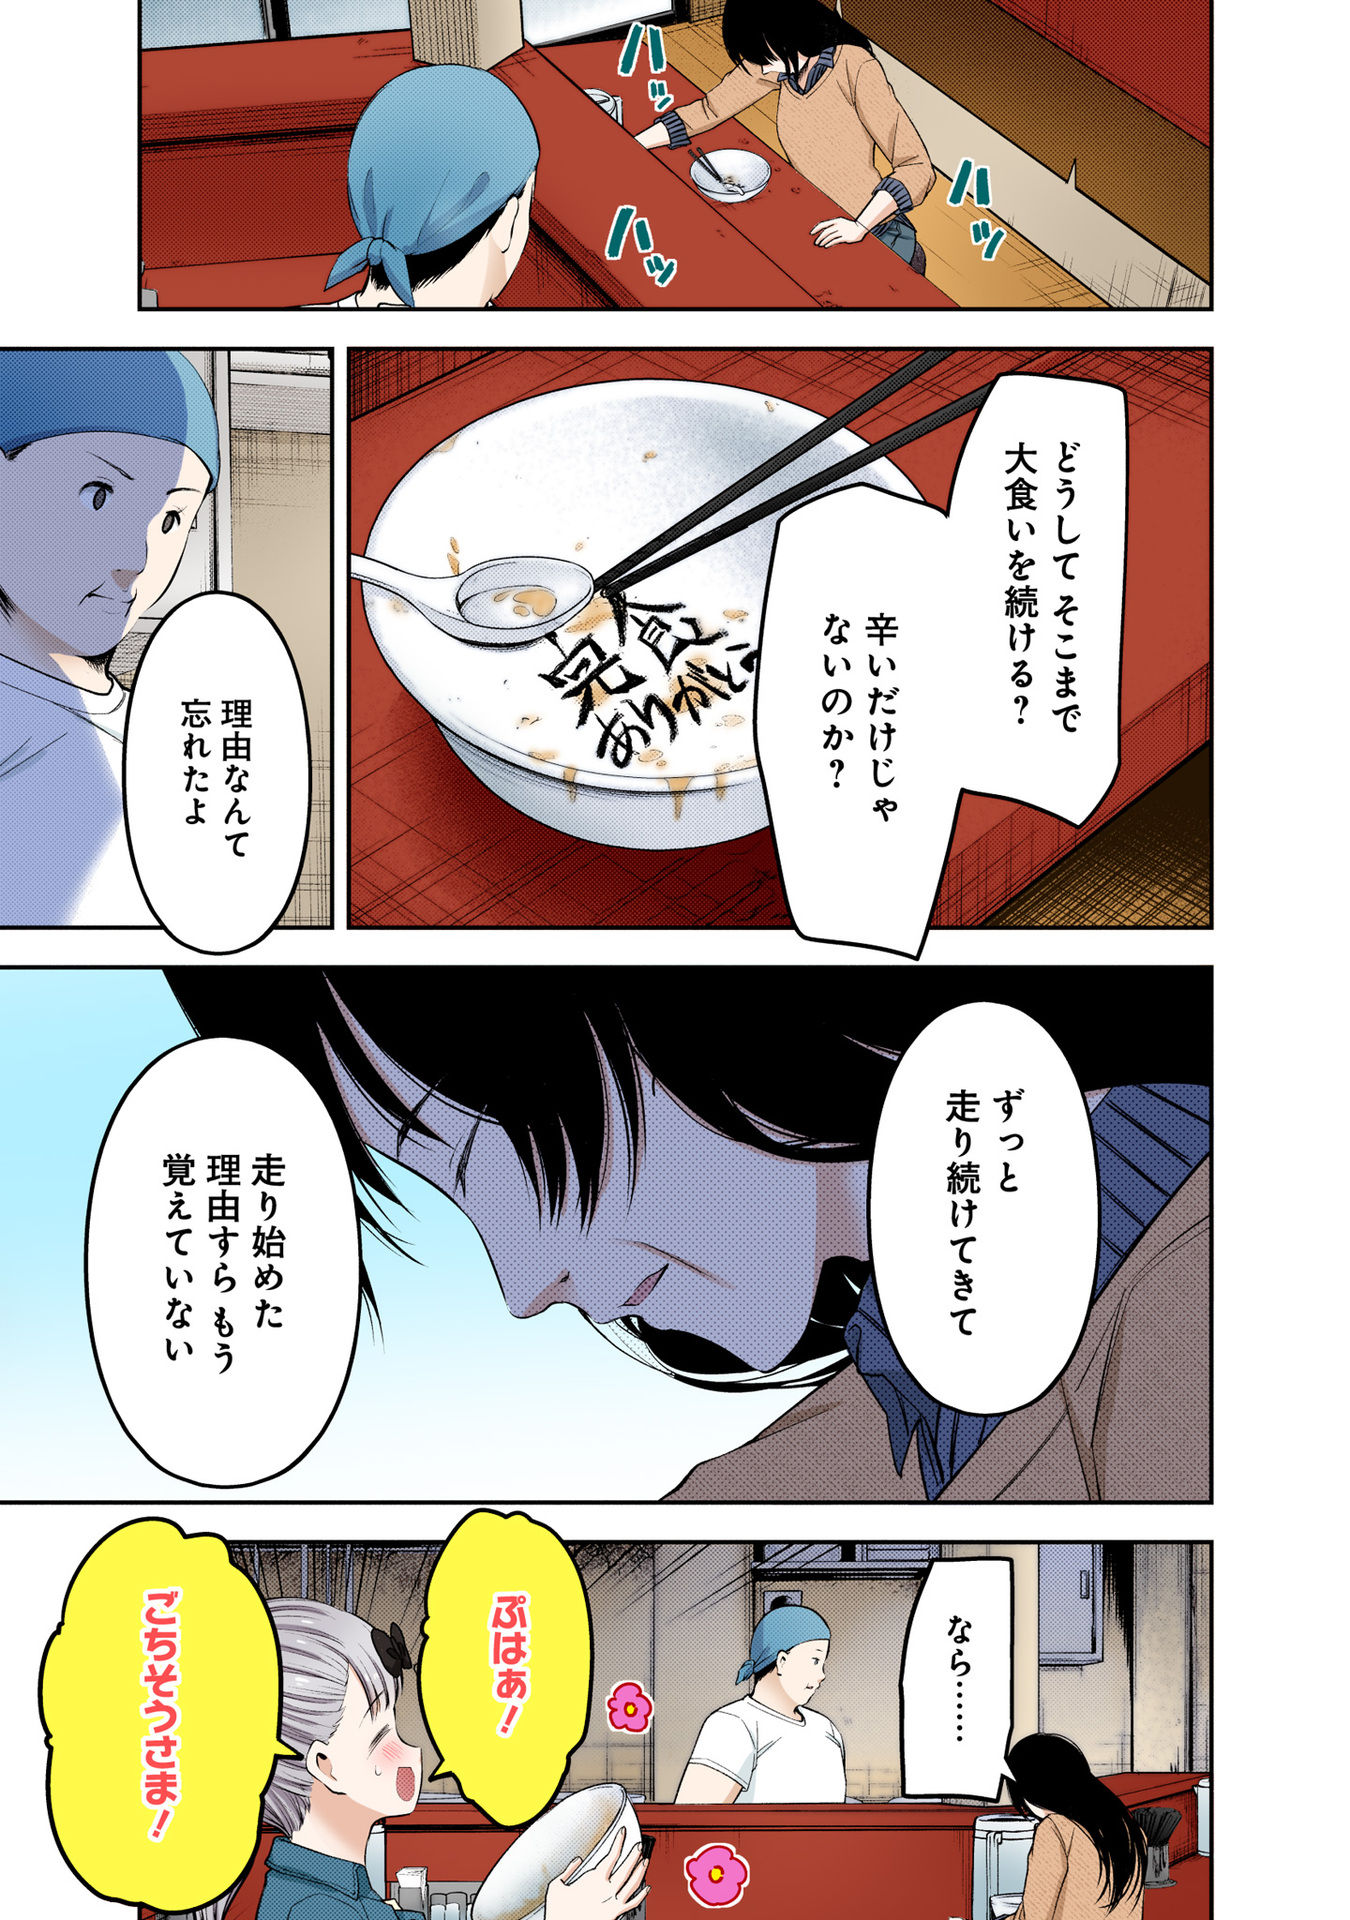 ハッ
ハッ
ハッ
どうして そこまで
大食いを続ける?
辛いだけじゃ
ないのか?
完食
ありがとう
理由なんて
忘れたよ
ずっと
走り続けてきて
走り始めた
理由すら もう
覚えていない
なら……
ぷはぁ!
ごちそうさま!